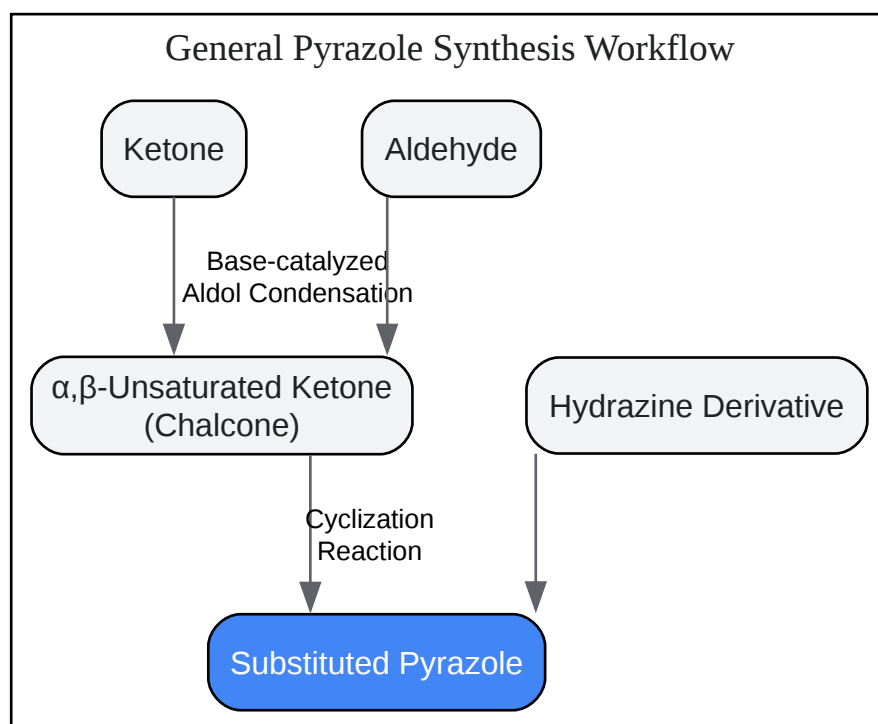 General Pyrazole Synthesis Workflow
Ketone
Aldehyde
Base-catalyzed
Aldol Condensation
α,β-Unsaturated Ketone
(Chalcone)
Hydrazine Derivative
Cyclization
Reaction
Substituted Pyrazole